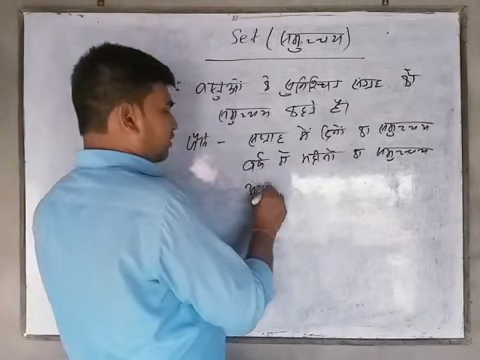 Set (समुच्चय)
: वस्तुओं के सुनिश्चित संग्रह को
समुच्चय कहते है।
जैसे - सप्ताह में दिनों का समुच्चय
वर्ष में महीनों का समुच्चय